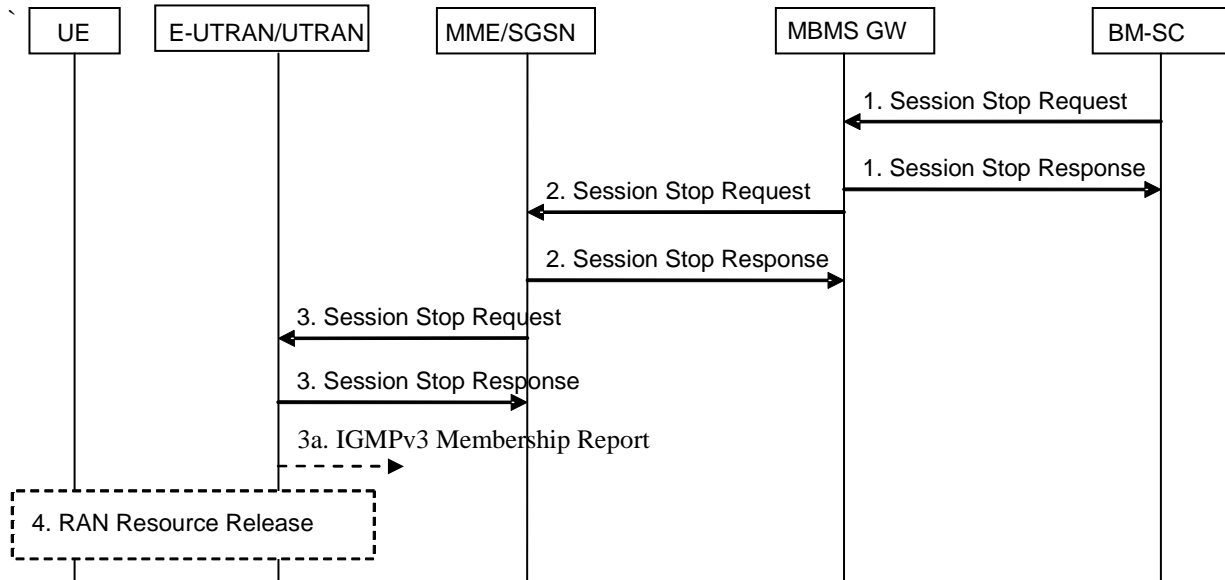 `
UE
E-UTRAN/UTRAN
MME/SGSN
MBMS GW
BM-SC
1. Session Stop Request
1. Session Stop Response
2. Session Stop Request
2. Session Stop Response
3. Session Stop Request
3. Session Stop Response
3a. IGMPv3 Membership Report
4. RAN Resource Release